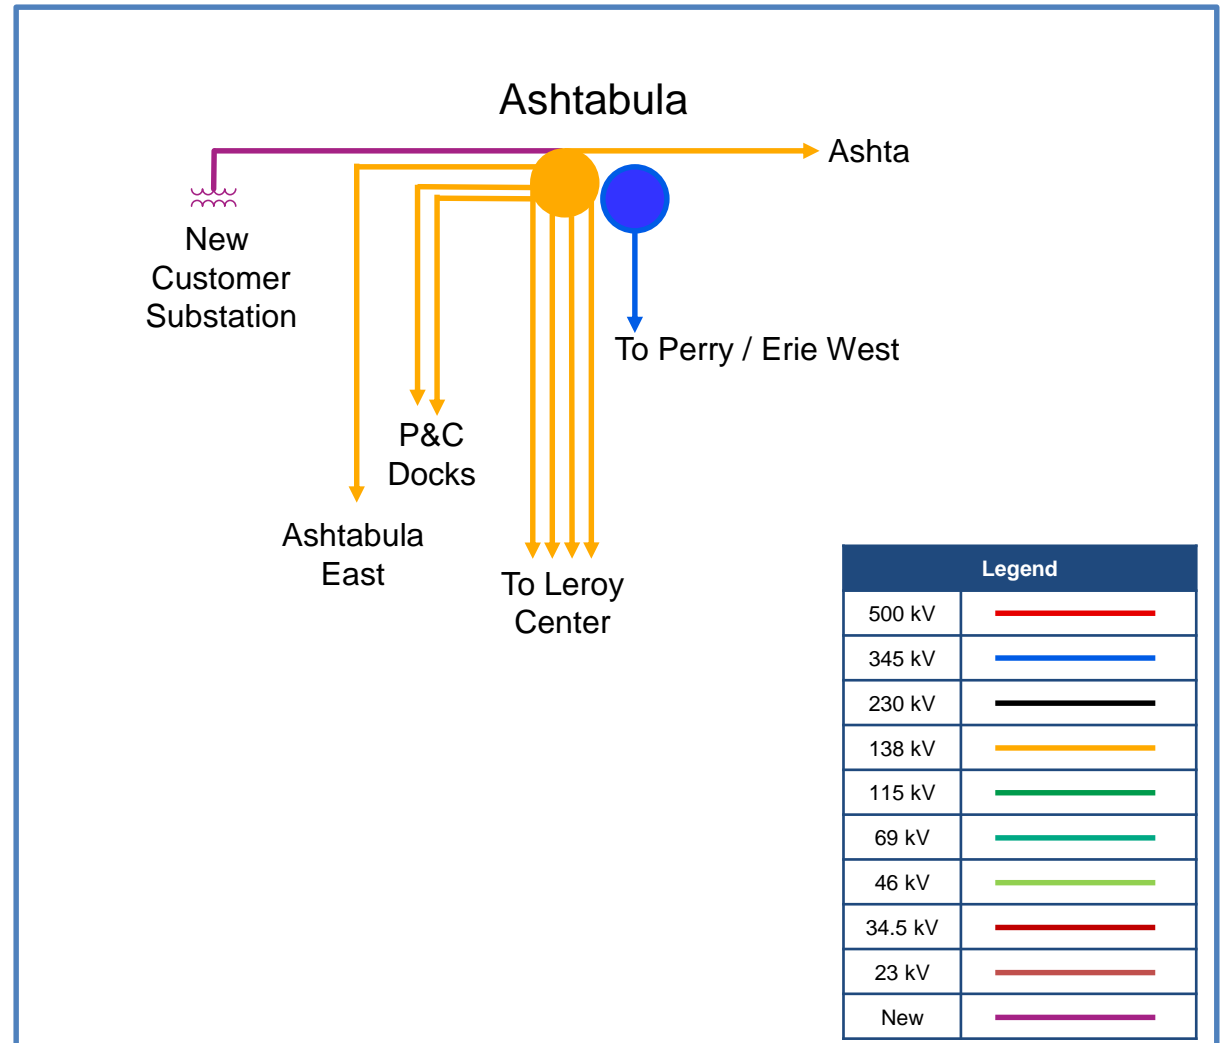 Ashtabula
Ashta
New
Customer
Substation
To Perry / Erie West
P&C
Docks
Ashtabula
East
To Leroy
Center
Legend
500 kV
345 kV
230 kV
138 kV
115 kV
69 kV
46 kV
34.5 kV
23 kV
New